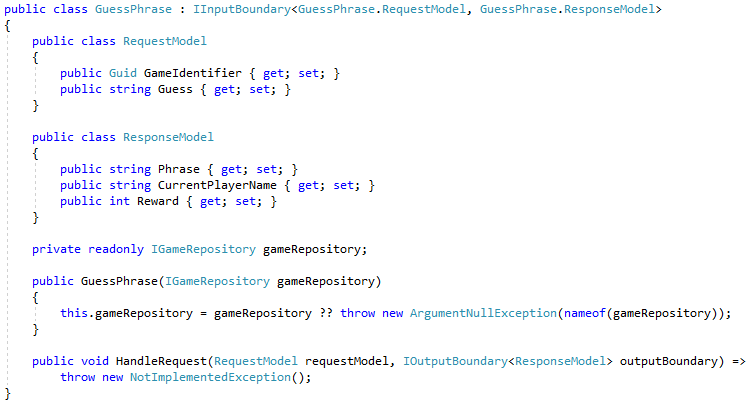 public class GuessPhrase : IInputBoundary<GuessPhrase.RequestModel, GuessPhrase.ResponseModel>
{
    public class RequestModel
    {
        public Guid GameIdentifier { get; set; }
        public string Guess { get; set; }
    }

    public class ResponseModel
    {
        public string Phrase { get; set; }
        public string CurrentPlayerName { get; set; }
        public int Reward { get; set; }
    }

    private readonly IGameRepository gameRepository;

    public GuessPhrase(IGameRepository gameRepository)
    {
        this.gameRepository = gameRepository ?? throw new ArgumentNullException(nameof(gameRepository));
    }

    public void HandleRequest(RequestModel requestModel, IOutputBoundary<ResponseModel> outputBoundary) =>
        throw new NotImplementedException();
}